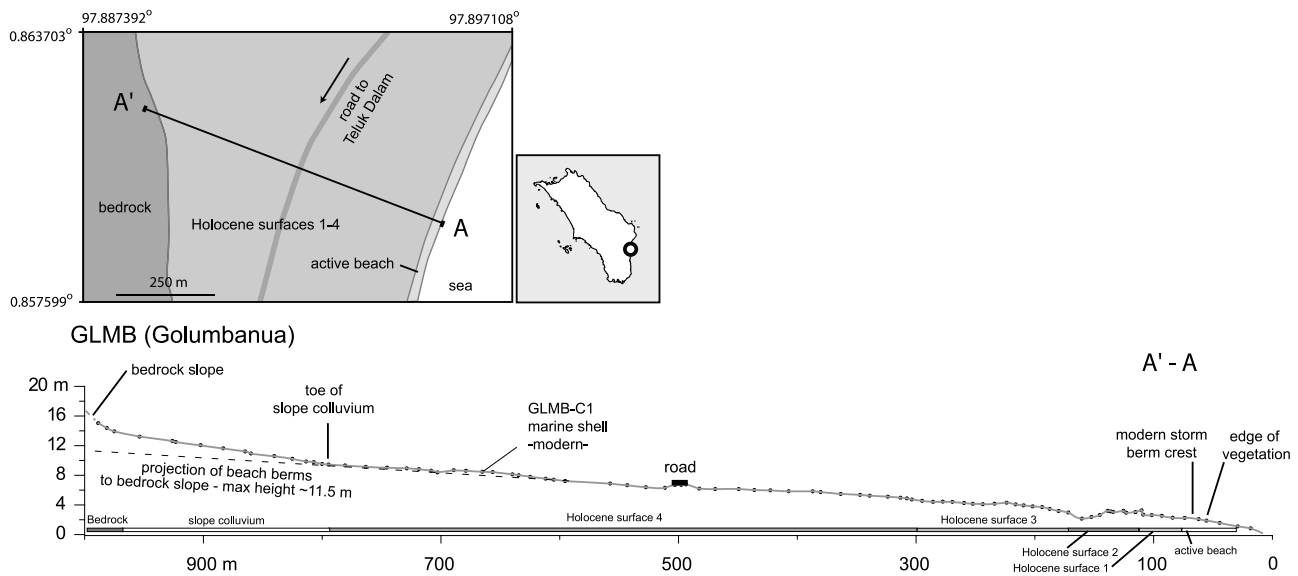 97.887392°
97.897108°
0.863703°
A'
road to
Teluk Dalam
bedrock
Holocene surfaces 1-4
A
active beach
250 m
sea
0.857599°
GLMB (Golumbanua)
A' - A
bedrock slope
20 m
16
12
8
4
0
toe of
slope colluvium
GLMB-C1
marine shell
-modern-
modern storm
berm crest
edge of
vegetation
road
projection of beach berms
to bedrock slope - max height ~11.5 m
Bedrock
slope colluvium
Holocene surface 4
Holocene surface 3
Holocene surface 2
Holocene surface 1
active beach
900 m
700
500
300
100
0